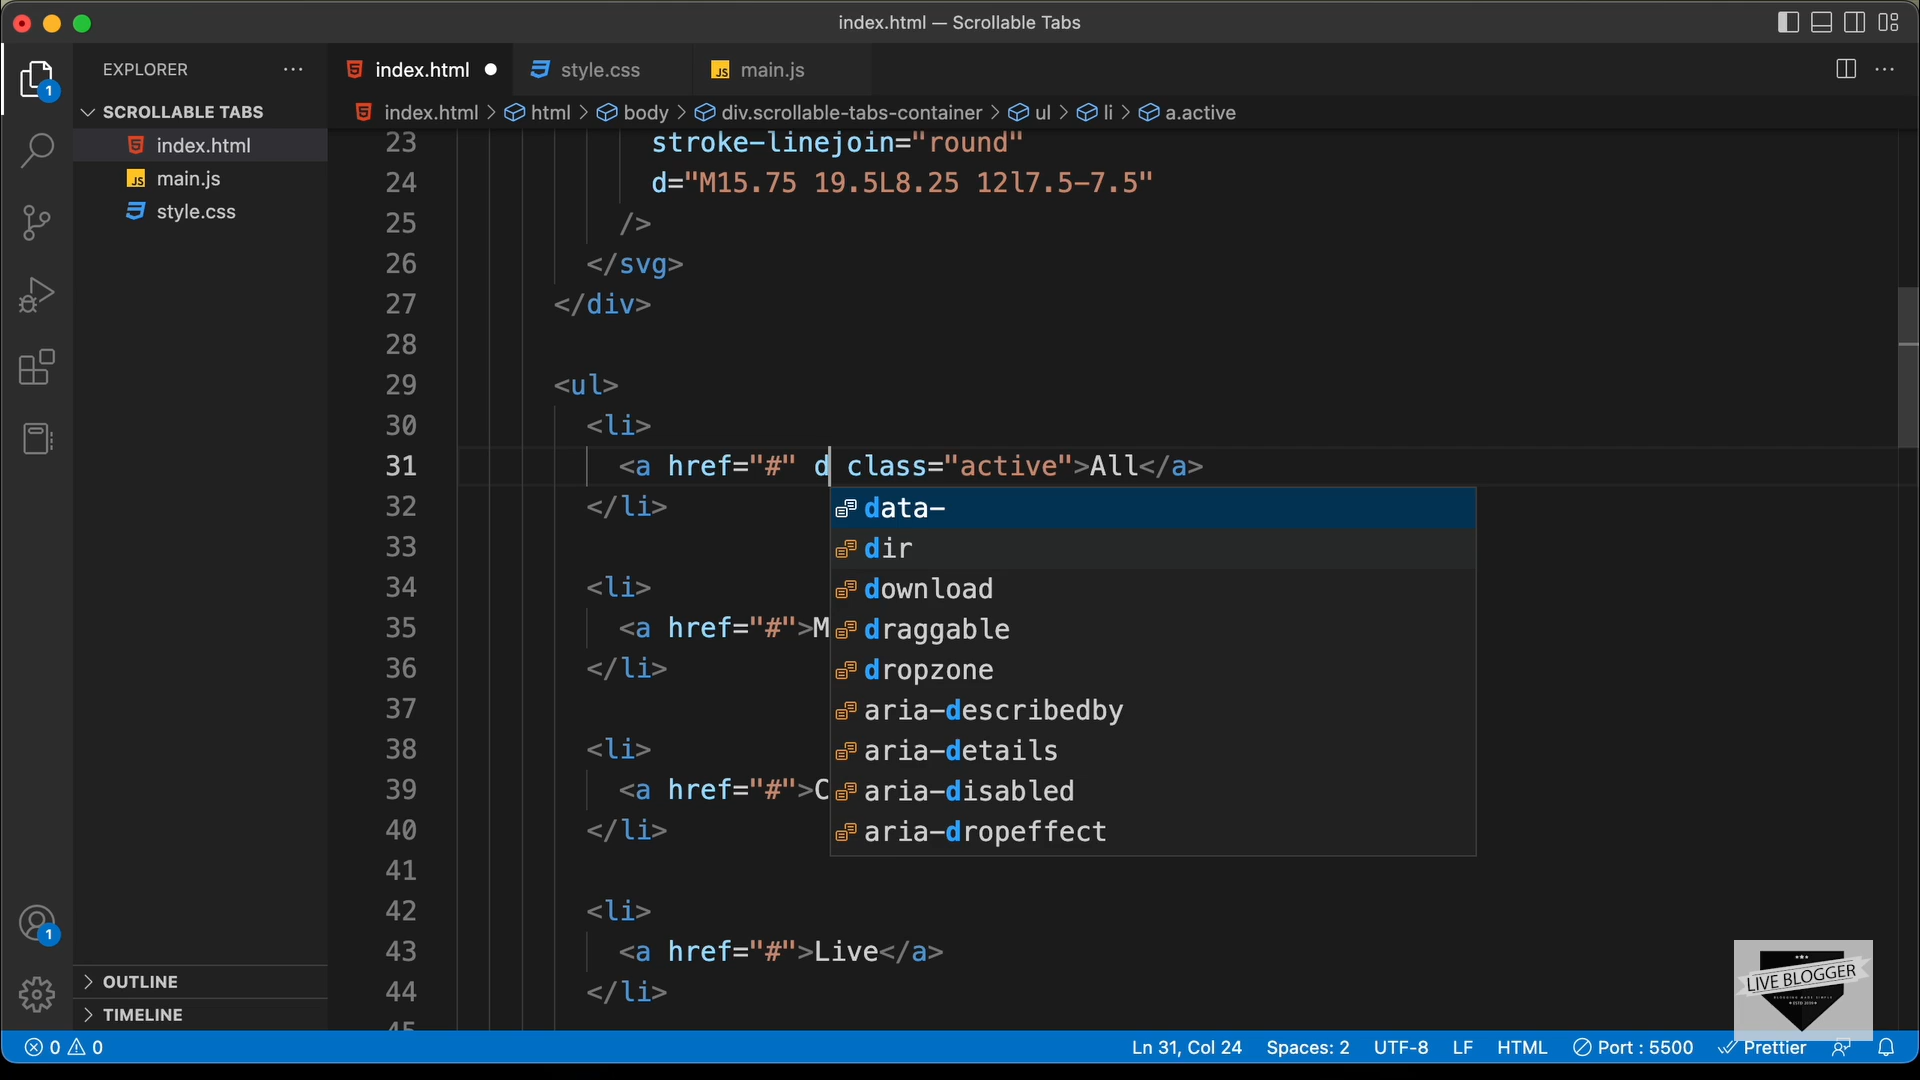 index.html — Scrollable Tabs
EXPLORER
index.html
style.css
JS main.js
1
SCROLLABLE TABS
index.html > html > body > div.scrollable-tabs-container > ul > li > a.active
index.html
JS main.js
style.css
23 stroke-linejoin="round"
24 d="M15.75 19.5L8.25 12l7.5-7.5"
25 />
26 </svg>
27 </div>
28
29 <ul>
30 <li>
31 <a href="#" d class="active">All</a>
32 </li>
33
34 <li>
35 <a href="#">M
36 </li>
37
38 <li>
39 <a href="#">C
40 </li>
41
42 <li>
43 <a href="#">Live</a>
44 </li>
45
data-
dir
download
draggable
dropzone
aria-describedby
aria-details
aria-disabled
aria-dropeffect
1
OUTLINE
TIMELINE
LIVE BLOGGER
0 0
Ln 31, Col 24 Spaces: 2 UTF-8 LF HTML Port : 5500 Prettier